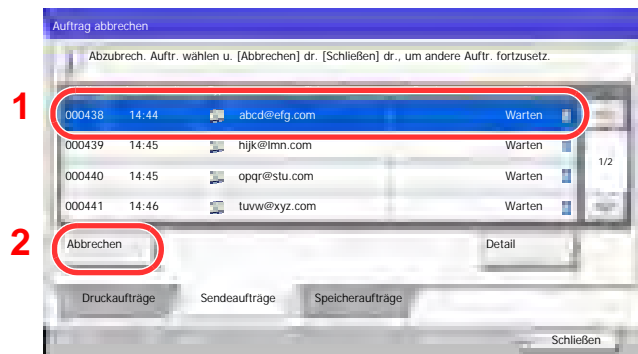 Auftrag abbrechen
Abzubrech. Auftr. wählen u. [Abbrechen] dr. [Schließen] dr., um andere Auftr. fortzusetz.
1
000438 14:44 abcd@efg.com Warten
000439 14:45 hijk@lmn.com Warten
1/2
000440 14:45 opqr@stu.com Warten
000441 14:46 tuvw@xyz.com Warten
2
Abbrechen Detail
Druckaufträge Sendeaufträge Speicheraufträge
Schließen